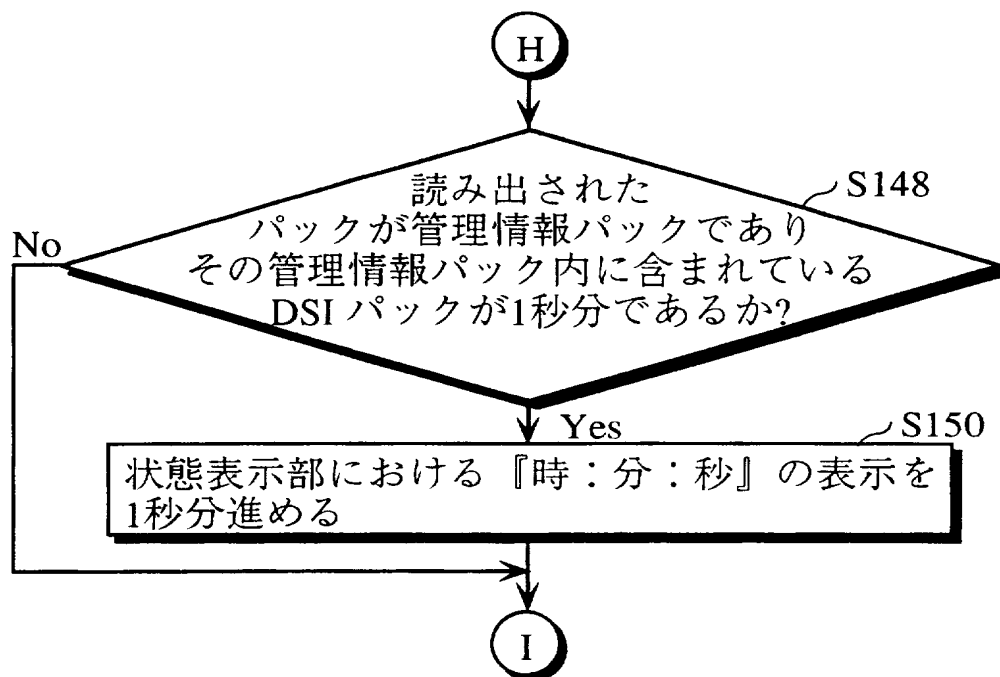 H
読み出された
パックが管理情報パックであり
その管理情報パック内に含まれている
DSI パックが1秒分であるか?
S148
No
Yes
S150
状態表示部における『時:分:秒』の表示を
1秒分進める
I